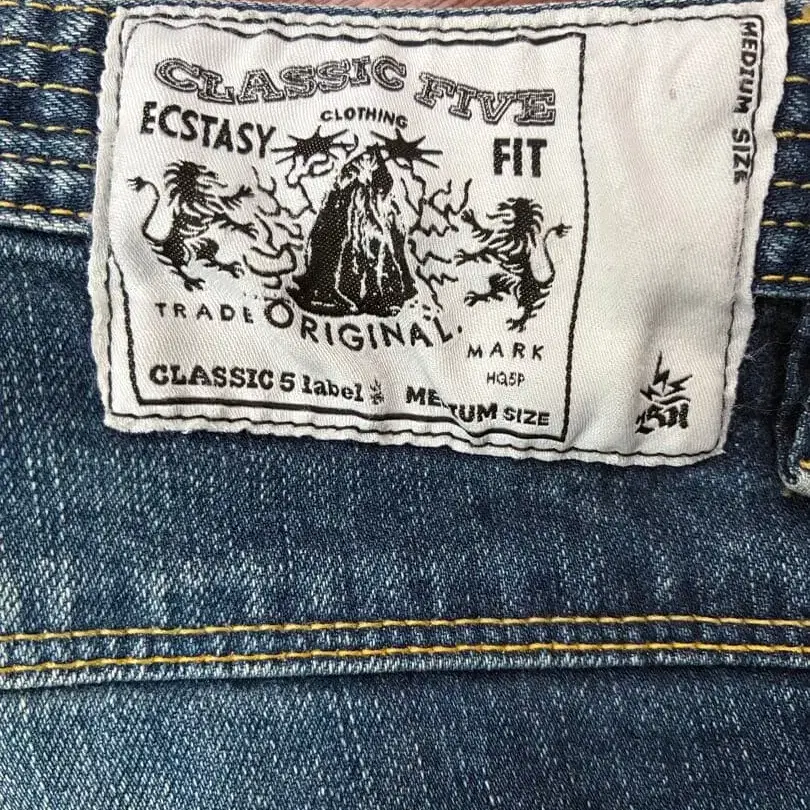 CLASSIC FIVE
CLOTHING
ECSTASY FIT
ORIGINAL.
TRADE MARK
HQ5P
CLASSIC 5 label MEDIUM SIZE
MEDIUM SIZE